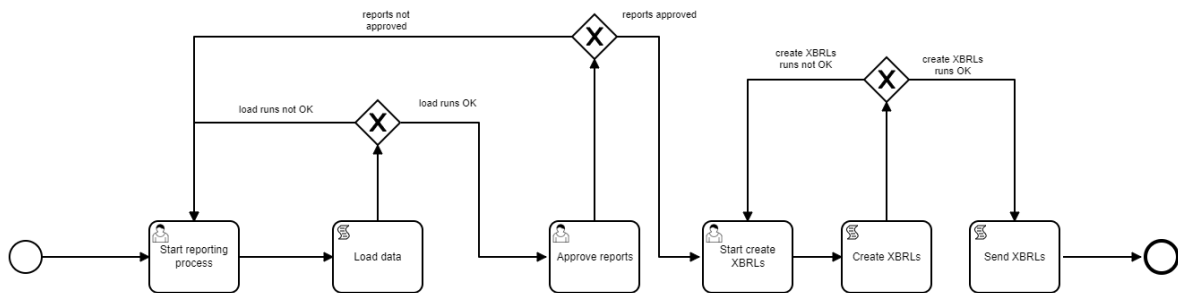 reports not
approved
reports approved
create XBRLs
runs not OK
create XBRLs
runs OK
load runs not OK
load runs OK
Start reporting
process
Load data
Approve reports
Start create
XBRLs
Create XBRLs
Send XBRLs